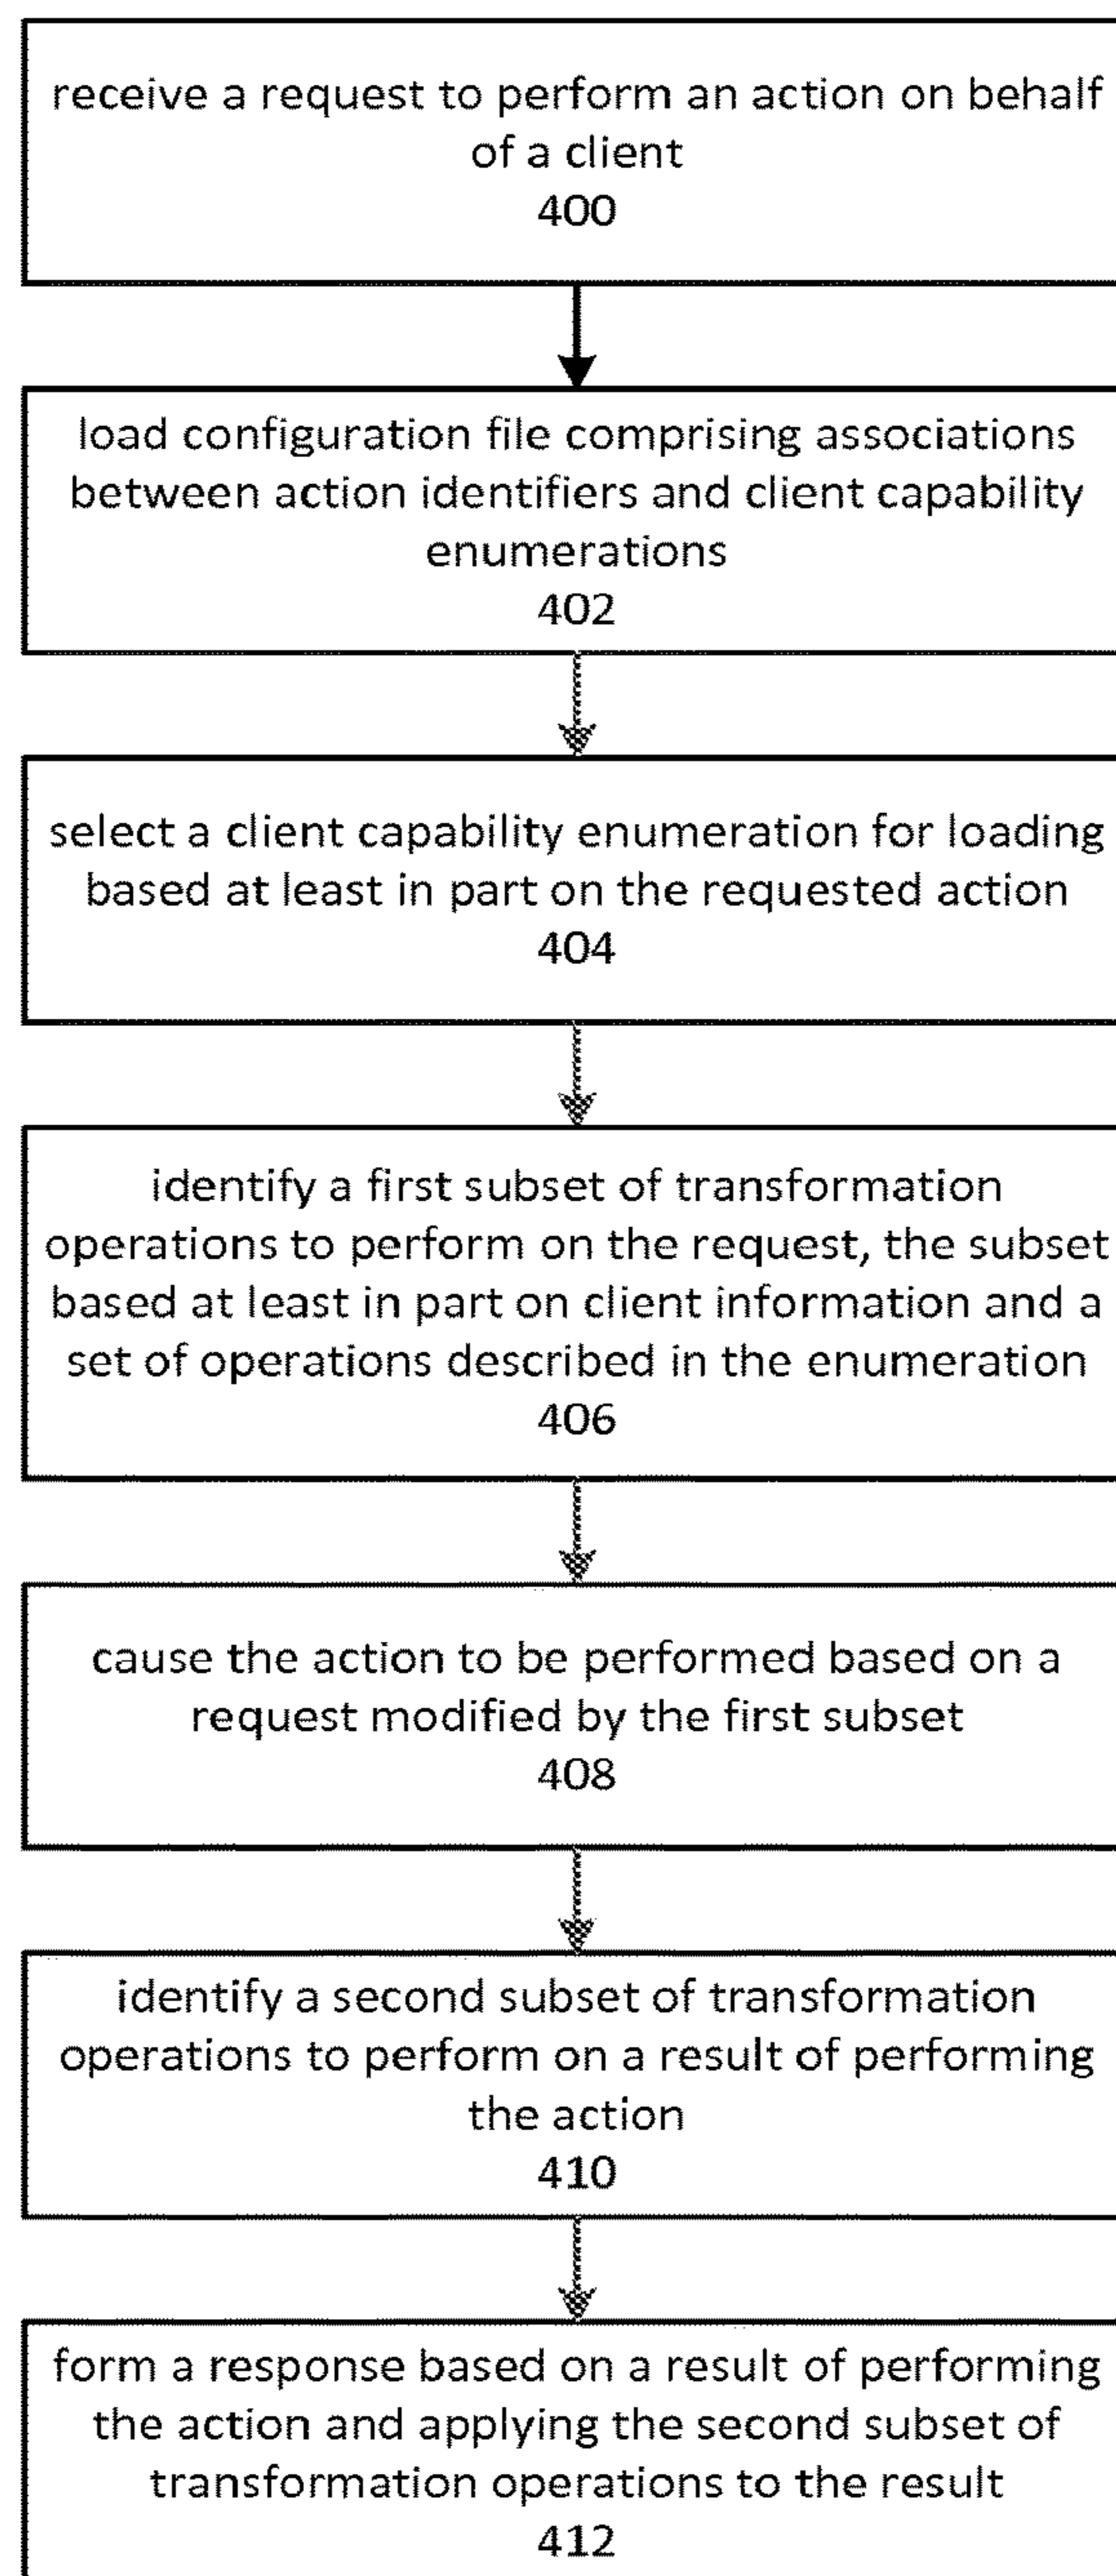 receive a request to perform an action on behalf
of a client
400
load configuration file comprising associations
between action identifiers and client capability
enumerations
402
select a client capability enumeration for loading
based at least in part on the requested action
404
identify a first subset of transformation
operations to perform on the request, the subset
based at least in part on client information and a
set of operations described in the enumeration
406
cause the action to be performed based on a
request modified by the first subset
408
identify a second subset of transformation
operations to perform on a result of performing
the action
410
form a response based on a result of performing
the action and applying the second subset of
transformation operations to the result
412